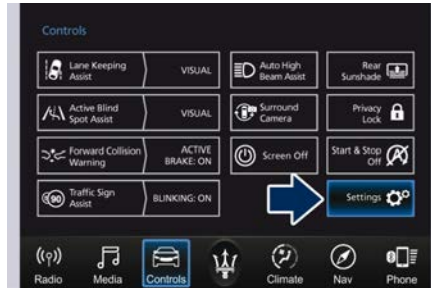 Controls
Lane Keeping
Assist
VISUAL
Auto High
Beam Assist
Rear
Sunshade
Active Blind
Spot Assist
VISUAL
Surround
Camera
Privacy
Lock
Forward Collision
Warning
ACTIVE
BRAKE: ON
Screen Off
Start & Stop
Off
90
Traffic Sign
Assist
BLINKING: ON
Settings
Radio
Media
Controls
Climate
Nav
Phone